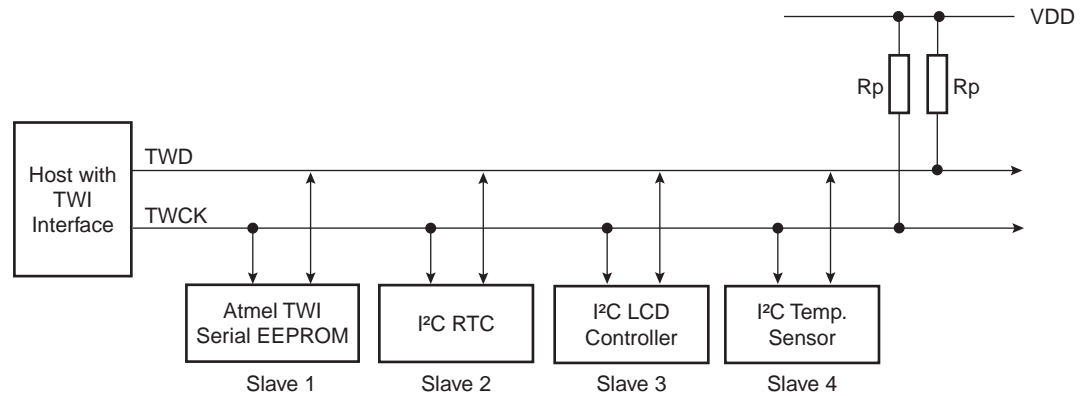 VDD
Rp
Rp
Host with
TWI
Interface
TWD
TWCK
Atmel TWI
Serial EEPROM
I²C RTC
I²C LCD
Controller
I²C Temp.
Sensor
Slave 1
Slave 2
Slave 3
Slave 4